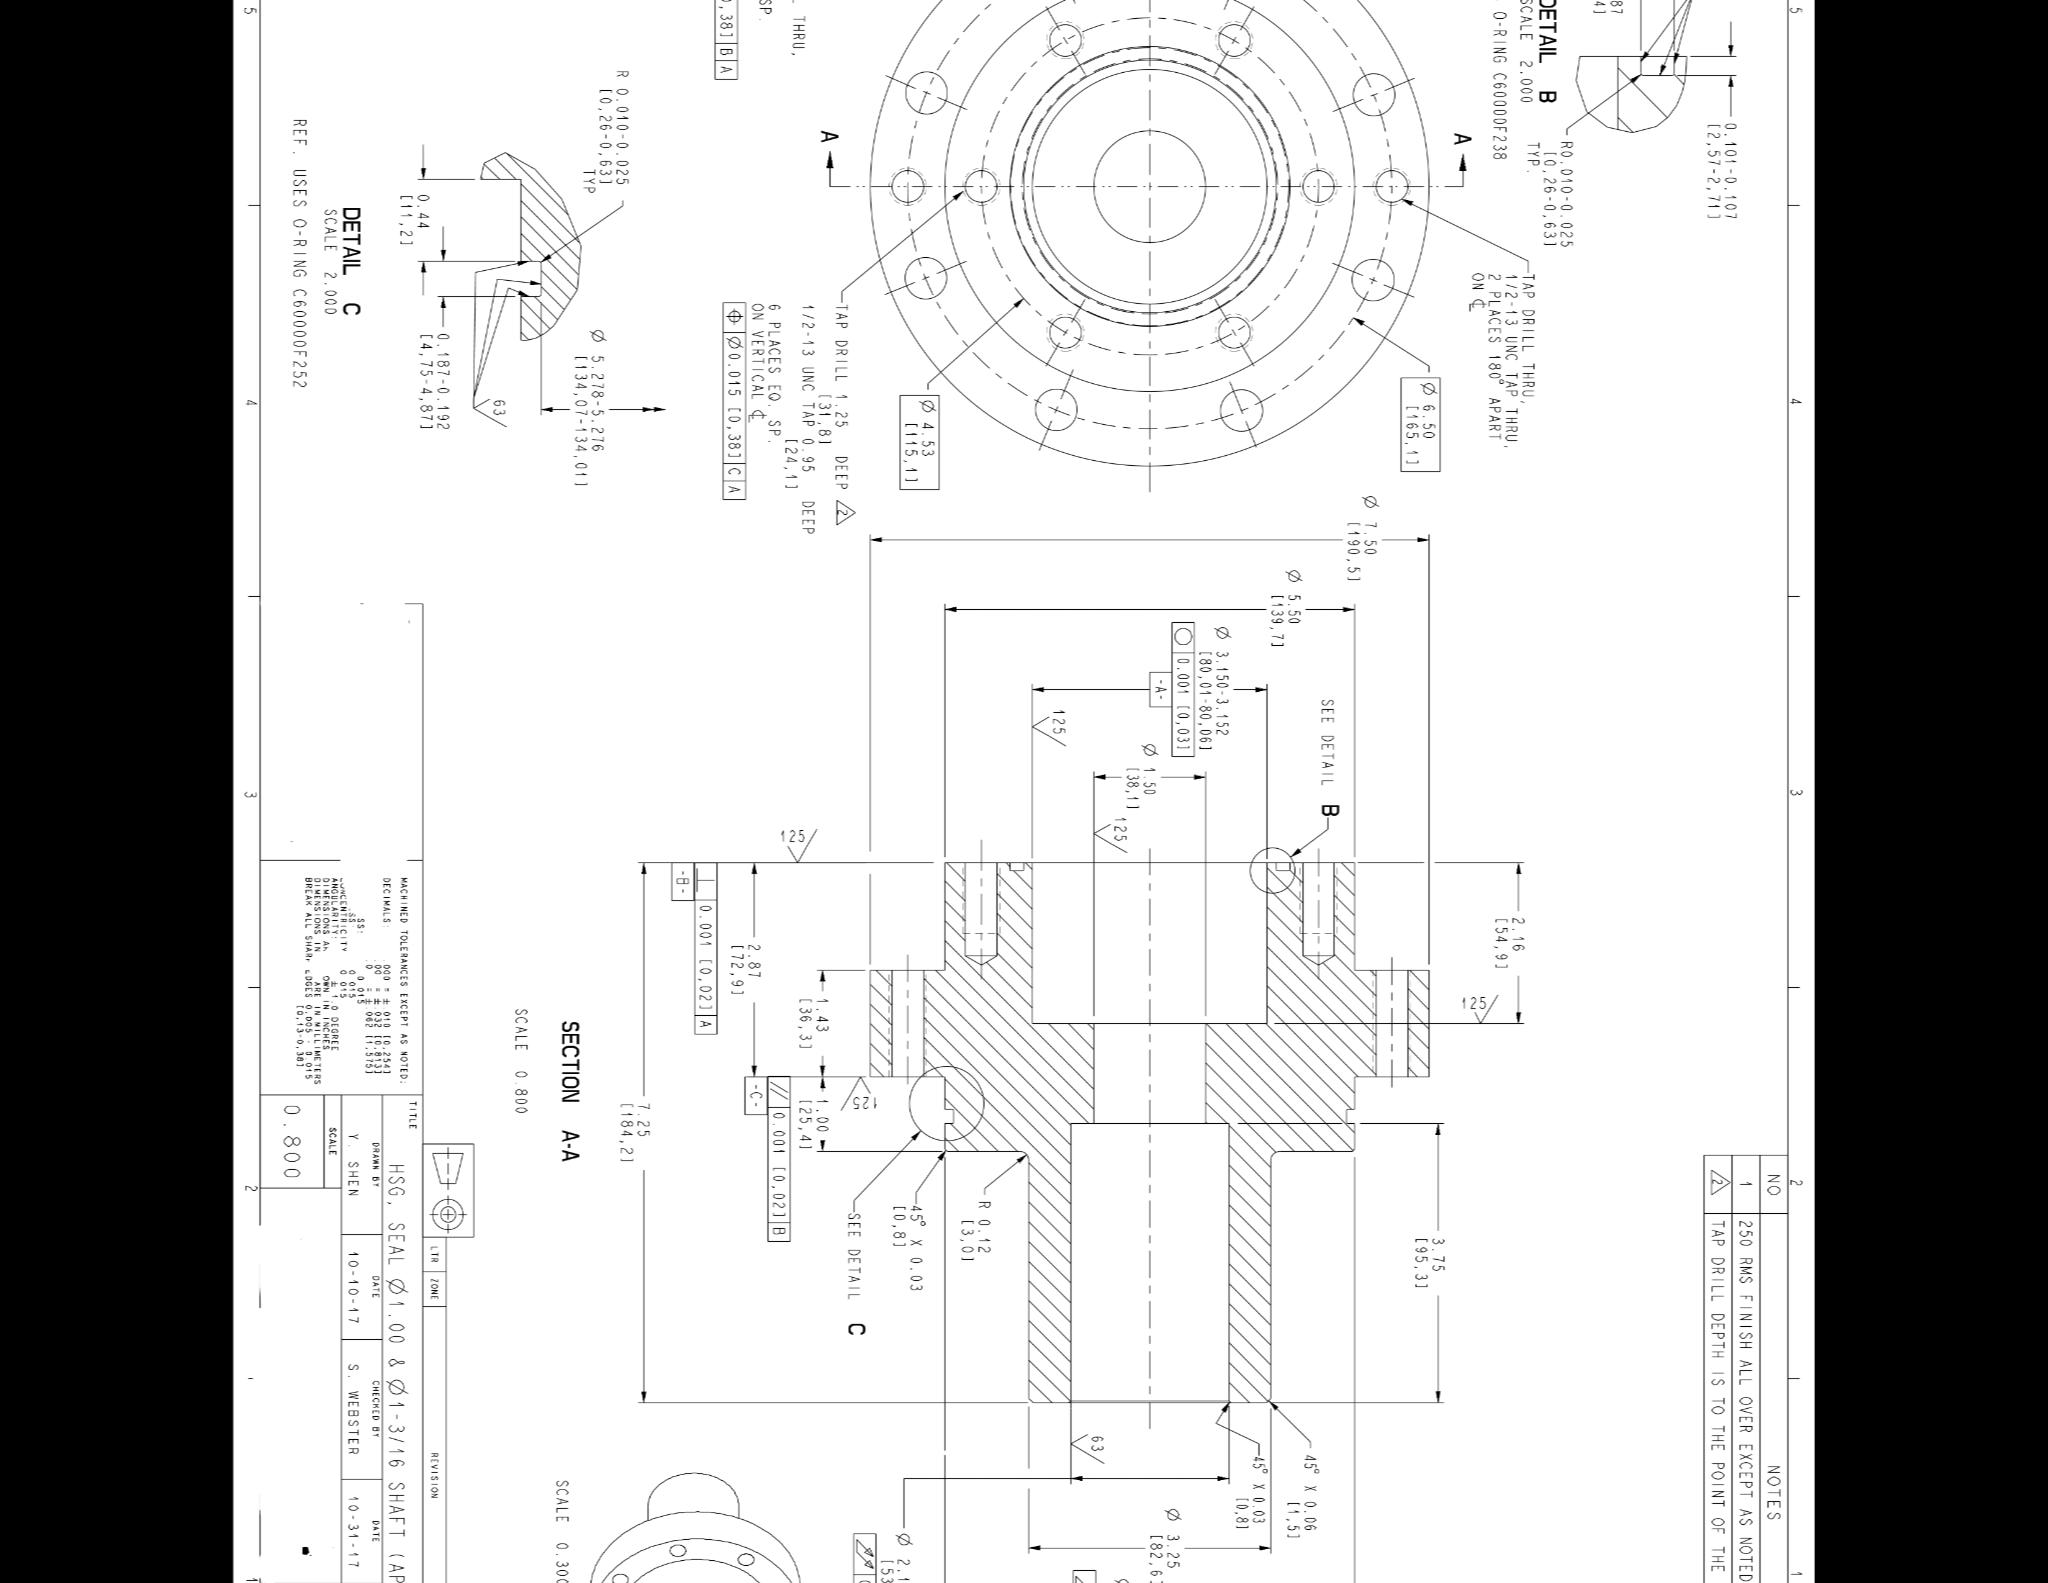 5
4
3
2
1
5
4
3
2
1
DETAIL B
SCALE 2.000
O-RING C60000F238
0.101-0.107
[2,57-2,71]
R0.010-0.025
[0,26-0,63]
TYP.
THRU,
SP.
0,38] B A
A
A
TAP DRILL THRU,
1/2-13 UNC TAP THRU,
2 PLACES 180° APART
ON ℄
Ø 6.50
[165,1]
Ø 4.53
[115,1]
TAP DRILL 1.25 DEEP 2
[31,8]
1/2-13 UNC TAP 0.95 DEEP
[24,1]
6 PLACES EQ. SP.
ON VERTICAL ℄
⌖ Ø0.015 [0,38] C A
R 0.010-0.025
[0,26-0,63]
TYP
0.44
[11,2]
0.187-0.192
[4,75-4,87]
Ø 5.278-5.276
[134,07-134,01]
63
DETAIL C
SCALE 2.000
REF. USES O-RING C60000F252
Ø 7.50
[190,5]
Ø 5.50
[139,7]
Ø 3.150-3.152
[80,01-80,06]
○ 0.001 [0,03]
-A-
125
Ø 1.50
[38,1]
125
SEE DETAIL B
2.16
[54,9]
125
125
⊥ 0.001 [0,02] A
-B-
2.87
[72,9]
1.43
[36,3]
1.00
[25,4]
125
// 0.001 [0,02] B
-C-
7.25
[184,2]
3.75
[95,3]
R 0.12
[3,0]
45° X 0.03
[0,8]
SEE DETAIL C
45° X 0.06
[1,5]
45° X 0.03
[0,8]
63
Ø 3.25
Ø 2.1
SECTION A-A
SCALE 0.800
NO NOTES
1 250 RMS FINISH ALL OVER EXCEPT AS NOTED
2 TAP DRILL DEPTH IS TO THE POINT OF THE
MACHINED TOLERANCES EXCEPT AS NOTED:
DECIMALS: .000 = ± .010 [0.254]
.00 = ± .032 [0.813]
.0 = ± .062 [1.575]
0.015
0.015
0.015
ANGULARITY: ± 1.0 DEGREE
DIMENSIONS IN INCHES
DIMENSIONS IN ARE IN MILLIMETERS
BREAK ALL SHARP EDGES 0.005 - 0.015
[0,13-0,38]
TITLE
HSG, SEAL Ø1.00 & Ø1-3/16 SHAFT (AP
DRAWN BY
Y. SHEN
DATE
10-10-17
CHECKED BY
S. WEBSTER
DATE
10-31-17
SCALE
0.800
LTR ZONE REVISION
SCALE 0.300